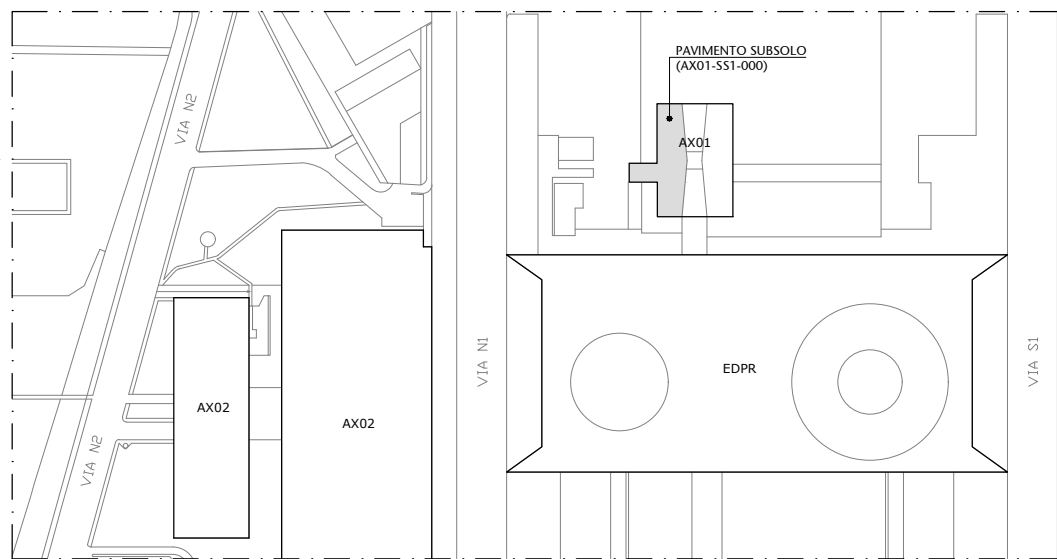 PAVIMENTO SUBSOLO
(AX01-SS1-000)
VIA N2
AX01
VIA N1
VIA S1
EDPR
AX02
AX02
VIA N2